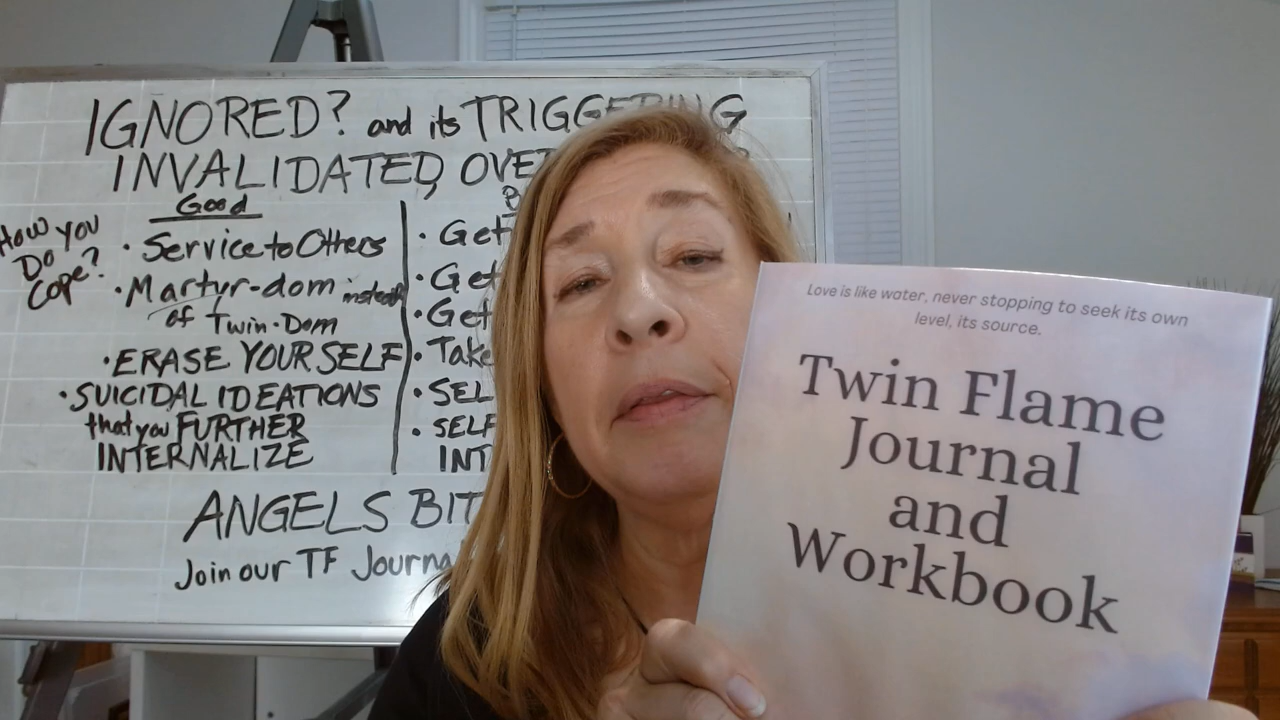 IGNORED? and its TRIGGERING
INVALIDATED, OVE
How you
Do
Cope?
Good
• Service to Others
• Martyr-dom instead
of Twin-Dom
• ERASE YOURSELF
• SUICIDAL IDEATIONS
that you FURTHER
INTERNALIZE
B
• Get
• Get
• Get
• Take
• SEL
• SELF
INT
ANGELS BIT
Join our TF Journa
Love is like water, never stopping to seek its own
level, its source.
Twin Flame
Journal
and
Workbook